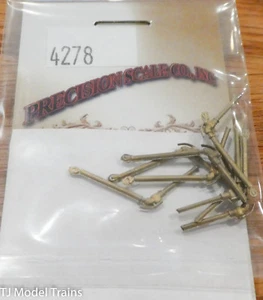 4278
PRECISION SCALE CO., INC.
TJ Model Trains